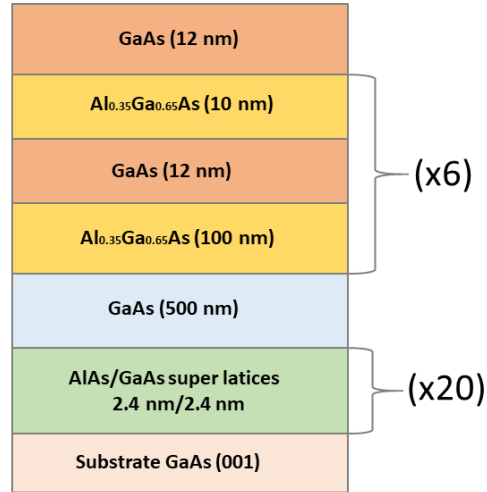 GaAs (12 nm)
Al0.35Ga0.65As (10 nm)
GaAs (12 nm)
(x6)
Al0.35Ga0.65As (100 nm)
GaAs (500 nm)
AlAs/GaAs super latices
2.4 nm/2.4 nm
(x20)
Substrate GaAs (001)